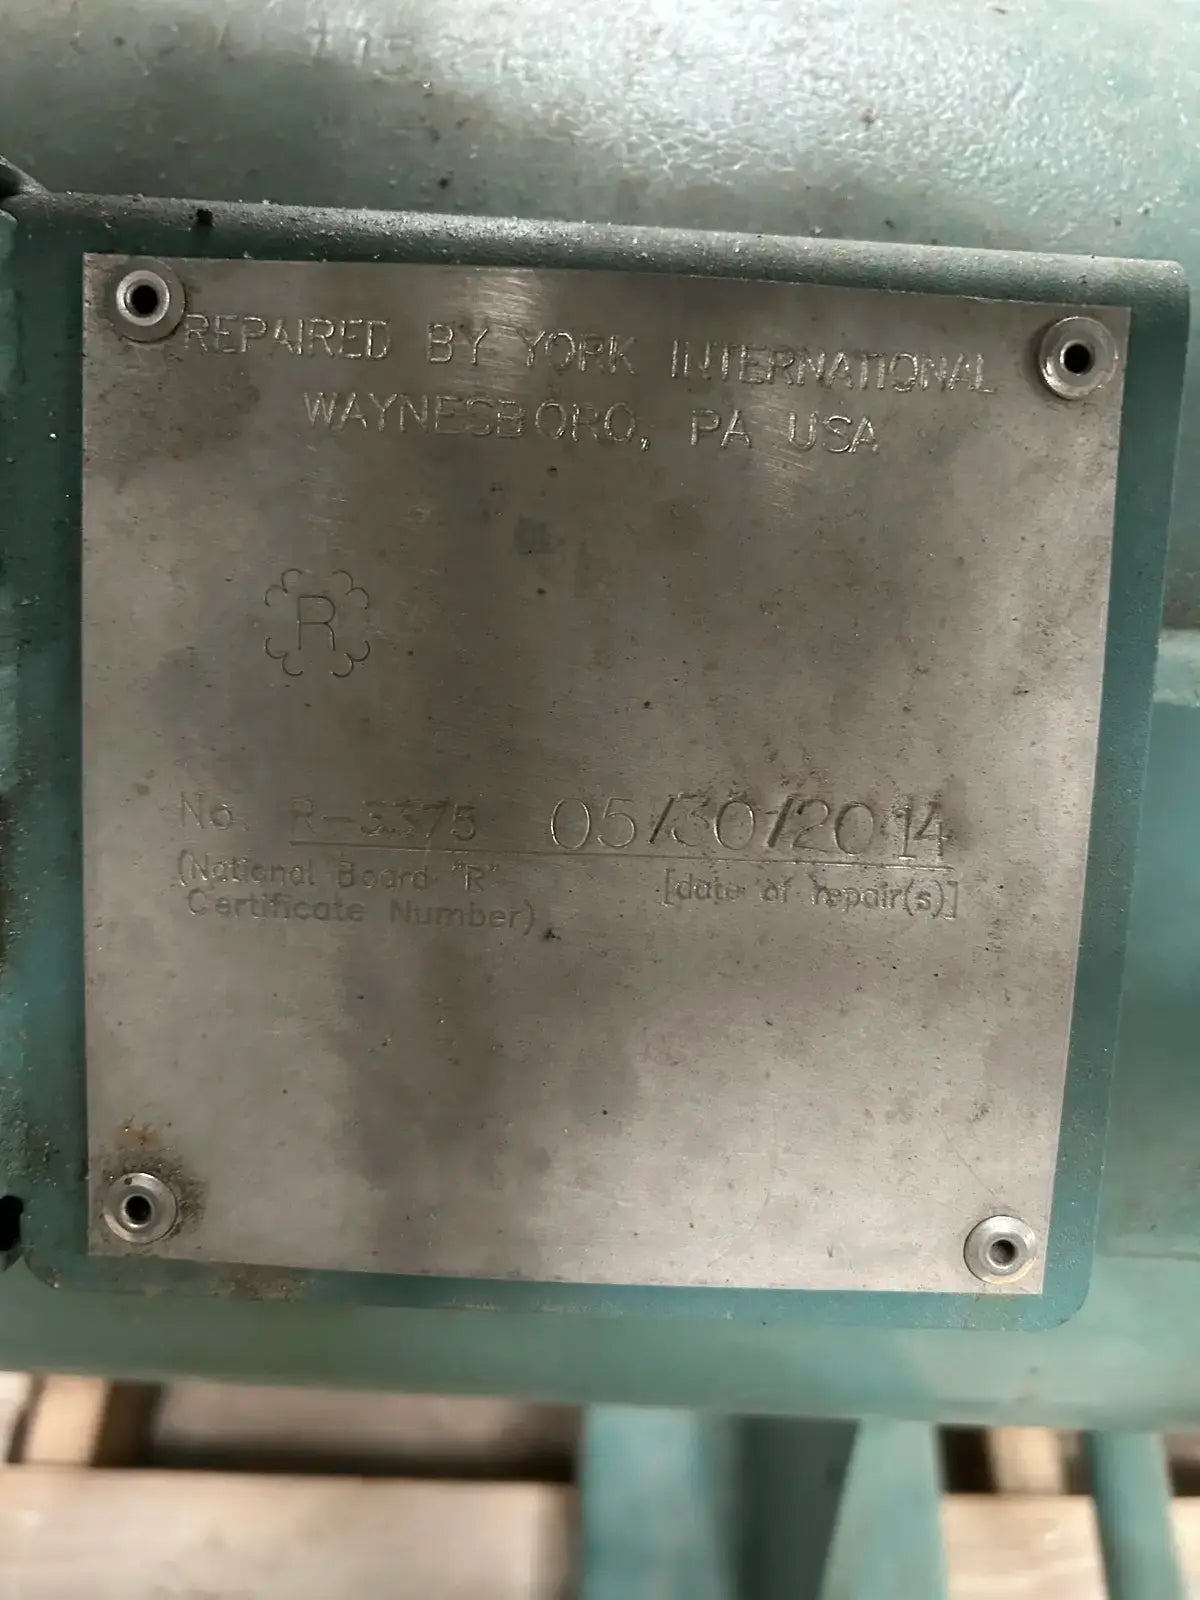 REPAIRED BY YORK INTERNATIONAL
WAYNESBORO, PA USA
R
No. R-3375 05/30/2014
(National Board "R" [date of repair(s)]
Certificate Number)